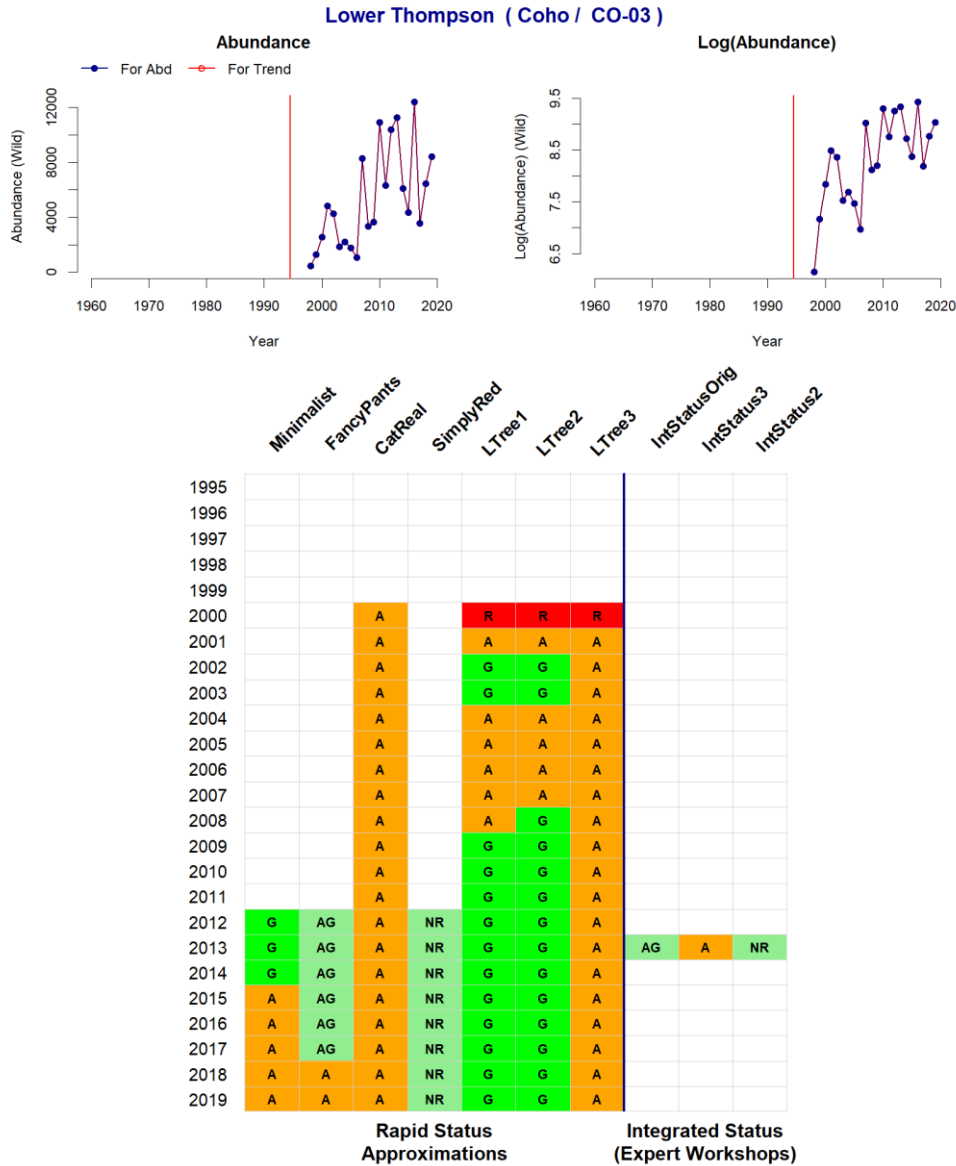 Lower Thompson ( Coho / CO-03 )
Abundance
For Abd For Trend
Abundance (Wild)
0 4000 8000 12000
1960 1970 1980 1990 2000 2010 2020
Year
Log(Abundance)
Log(Abundance) (Wild)
6.5 7.5 8.5 9.5
1960 1970 1980 1990 2000 2010 2020
Year
Minimalist FancyPants CatReal SimplyRed LTree1 LTree2 LTree3 IntStatusOrig IntStatus3 IntStatus2
1995
1996
1997
1998
1999
2000 A R R R
2001 A A A A
2002 A G G A
2003 A G G A
2004 A A A A
2005 A A A A
2006 A A A A
2007 A A A A
2008 A A G A
2009 A G G A
2010 A G G A
2011 A G G A
2012 G AG A NR G G A
2013 G AG A NR G G A AG A NR
2014 G AG A NR G G A
2015 A AG A NR G G A
2016 A AG A NR G G A
2017 A AG A NR G G A
2018 A A A NR G G A
2019 A A A NR G G A
Rapid Status
Approximations
Integrated Status
(Expert Workshops)